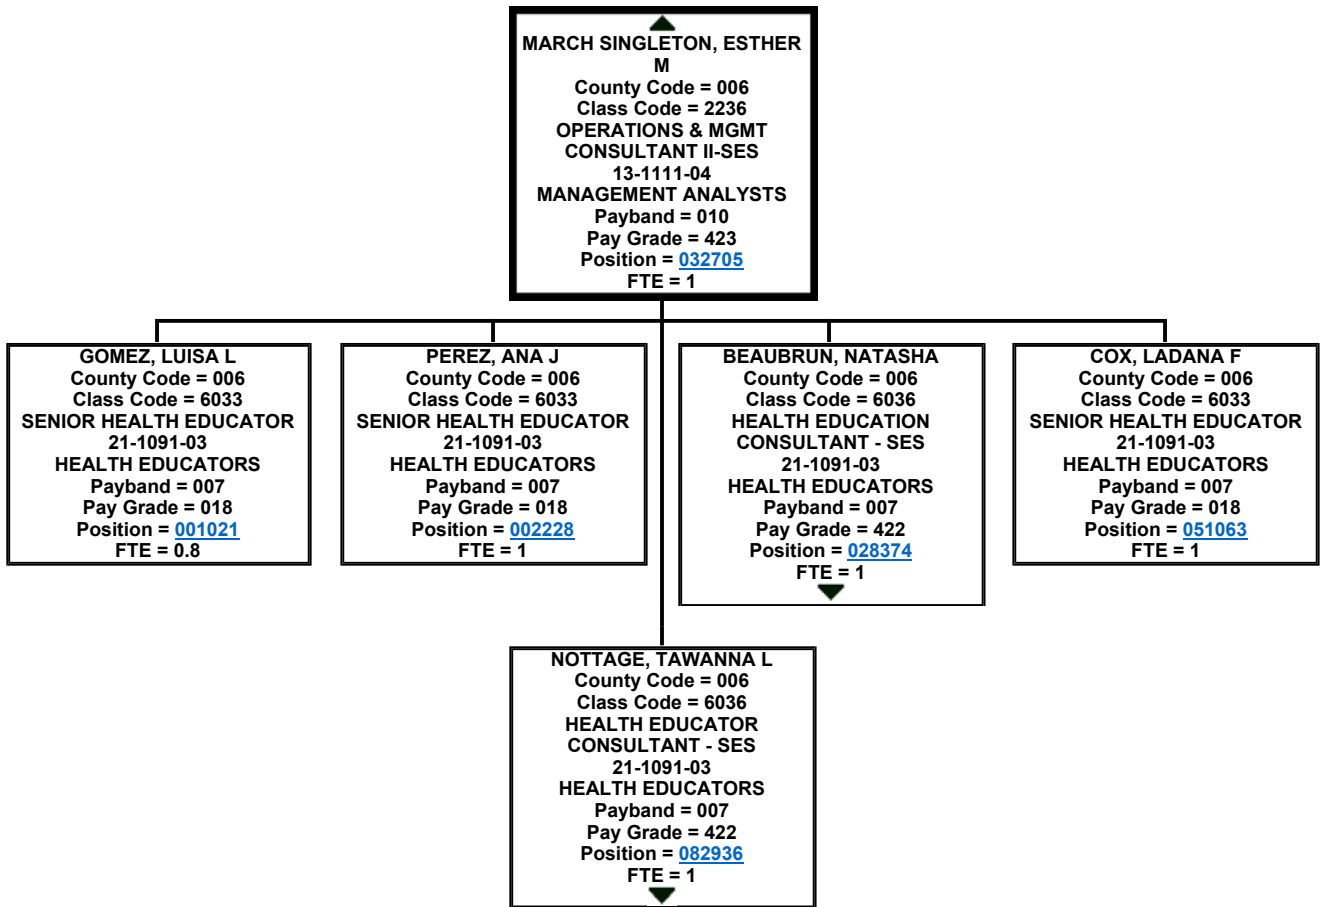 MARCH SINGLETON, ESTHER
M
County Code = 006
Class Code = 2236
OPERATIONS & MGMT
CONSULTANT II-SES
13-1111-04
MANAGEMENT ANALYSTS
Payband = 010
Pay Grade = 423
Position = 032705
FTE = 1
GOMEZ, LUISA L
County Code = 006
Class Code = 6033
SENIOR HEALTH EDUCATOR
21-1091-03
HEALTH EDUCATORS
Payband = 007
Pay Grade = 018
Position = 001021
FTE = 0.8
PEREZ, ANA J
County Code = 006
Class Code = 6033
SENIOR HEALTH EDUCATOR
21-1091-03
HEALTH EDUCATORS
Payband = 007
Pay Grade = 018
Position = 002228
FTE = 1
BEAUBRUN, NATASHA
County Code = 006
Class Code = 6036
HEALTH EDUCATION
CONSULTANT - SES
21-1091-03
HEALTH EDUCATORS
Payband = 007
Pay Grade = 422
Position = 028374
FTE = 1
COX, LADANA F
County Code = 006
Class Code = 6033
SENIOR HEALTH EDUCATOR
21-1091-03
HEALTH EDUCATORS
Payband = 007
Pay Grade = 018
Position = 051063
FTE = 1
NOTTAGE, TAWANNA L
County Code = 006
Class Code = 6036
HEALTH EDUCATOR
CONSULTANT - SES
21-1091-03
HEALTH EDUCATORS
Payband = 007
Pay Grade = 422
Position = 082936
FTE = 1